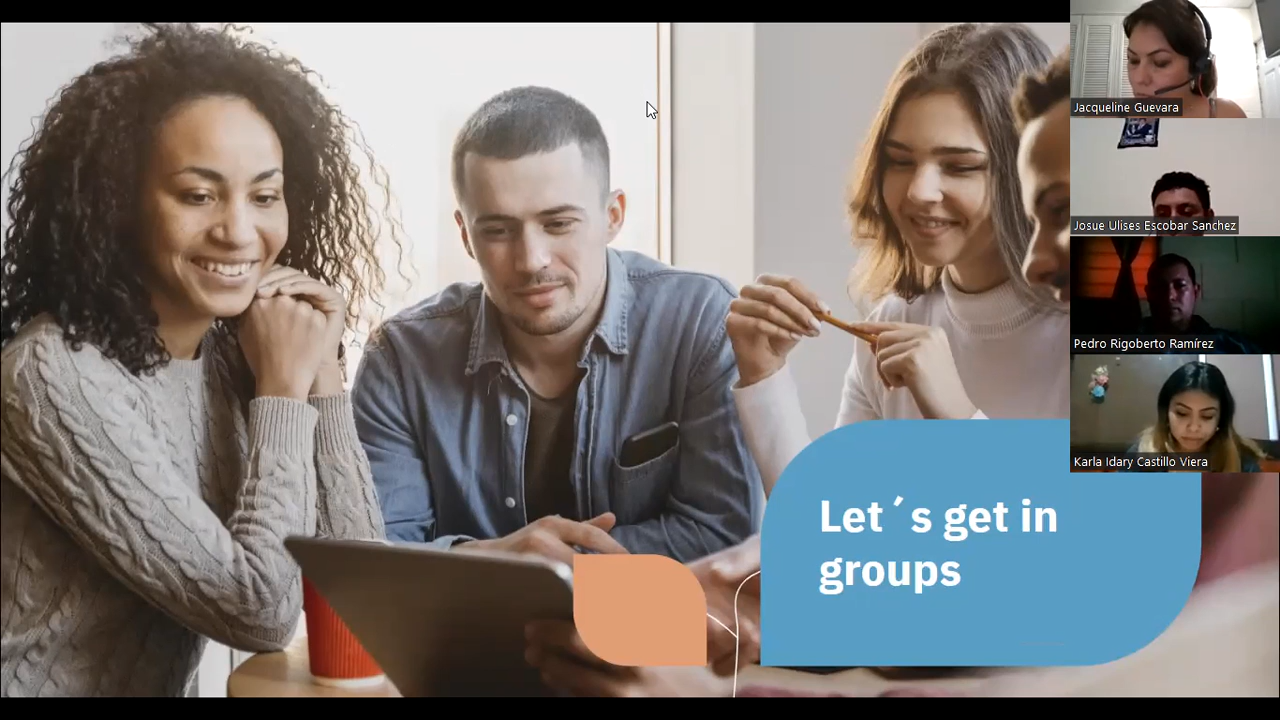 Jacqueline Guevara
Josue Ulises Escobar Sanchez
Pedro Rigoberto Ramírez
Karla Idary Castillo Viera
Let´s get in
groups